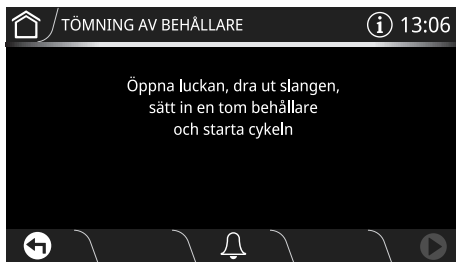 TÖMNING AV BEHÅLLARE
i 13:06
Öppna luckan, dra ut slangen,
sätt in en tom behållare
och starta cykeln